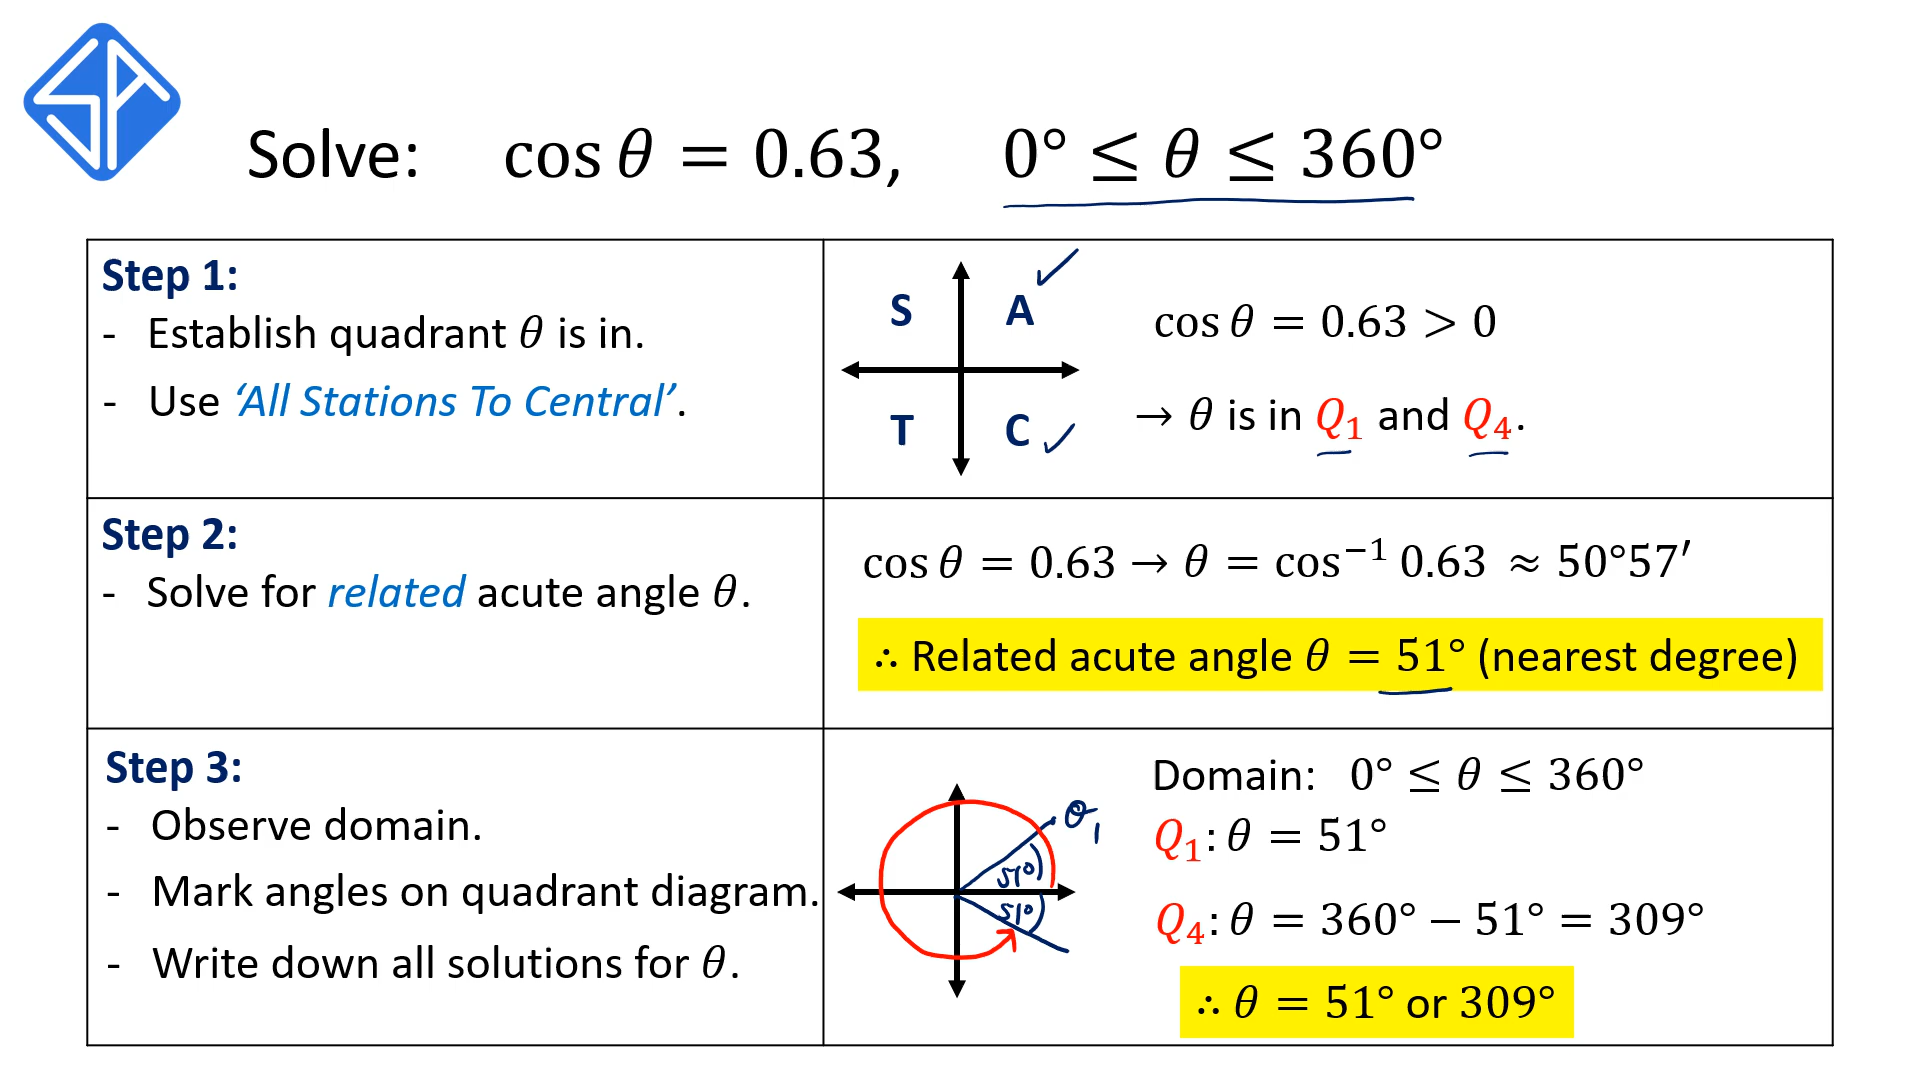 Solve: cos θ = 0.63, 0° ≤ θ ≤ 360°
Step 1:
- Establish quadrant θ is in.
- Use ‘All Stations To Central’.
S A
T C
cos θ = 0.63 > 0
→ θ is in Q₁ and Q₄.
Step 2:
- Solve for related acute angle θ.
cos θ = 0.63 → θ = cos⁻¹ 0.63 ≈ 50°57′
∴ Related acute angle θ = 51° (nearest degree)
Step 3:
- Observe domain.
- Mark angles on quadrant diagram.
- Write down all solutions for θ.
θ₁
51°
51°
Domain: 0° ≤ θ ≤ 360°
Q₁: θ = 51°
Q₄: θ = 360° − 51° = 309°
∴ θ = 51° or 309°